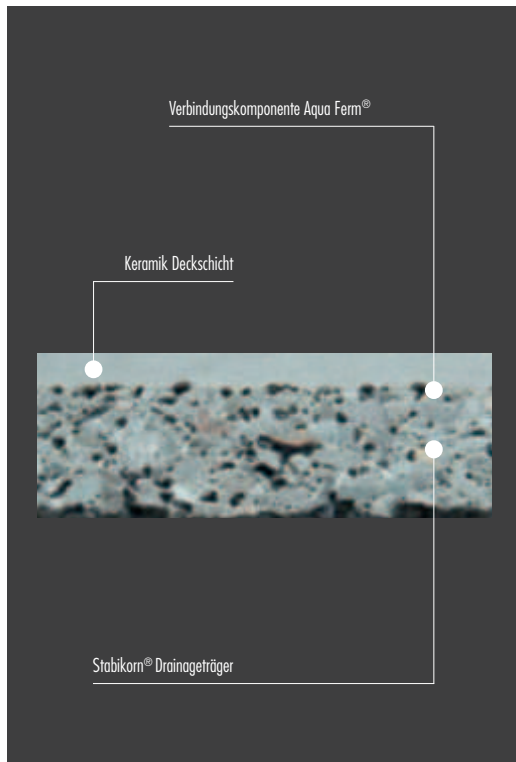 Verbindungskomponente Aqua Ferm®
Keramik Deckschicht
Stabikorn® Drainageträger